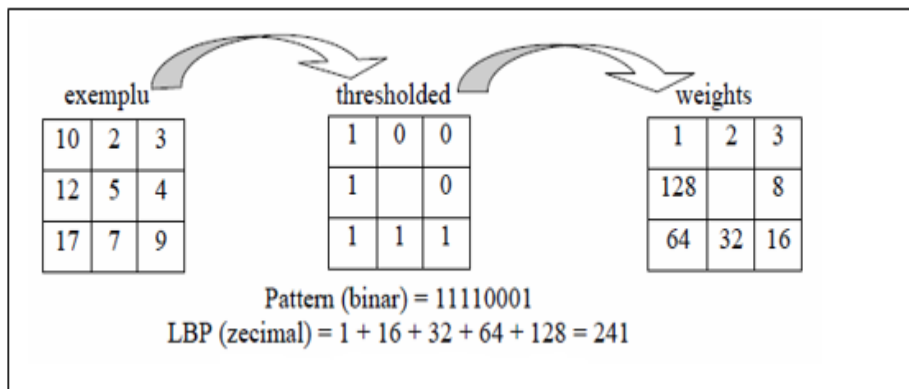 exemplu thresholded weights
10 2 3 1 0 0 1 2 3
12 5 4 1 0 128 8
17 7 9 1 1 1 64 32 16
Pattern (binar) = 11110001
LBP (zecimal) = 1 + 16 + 32 + 64 + 128 = 241